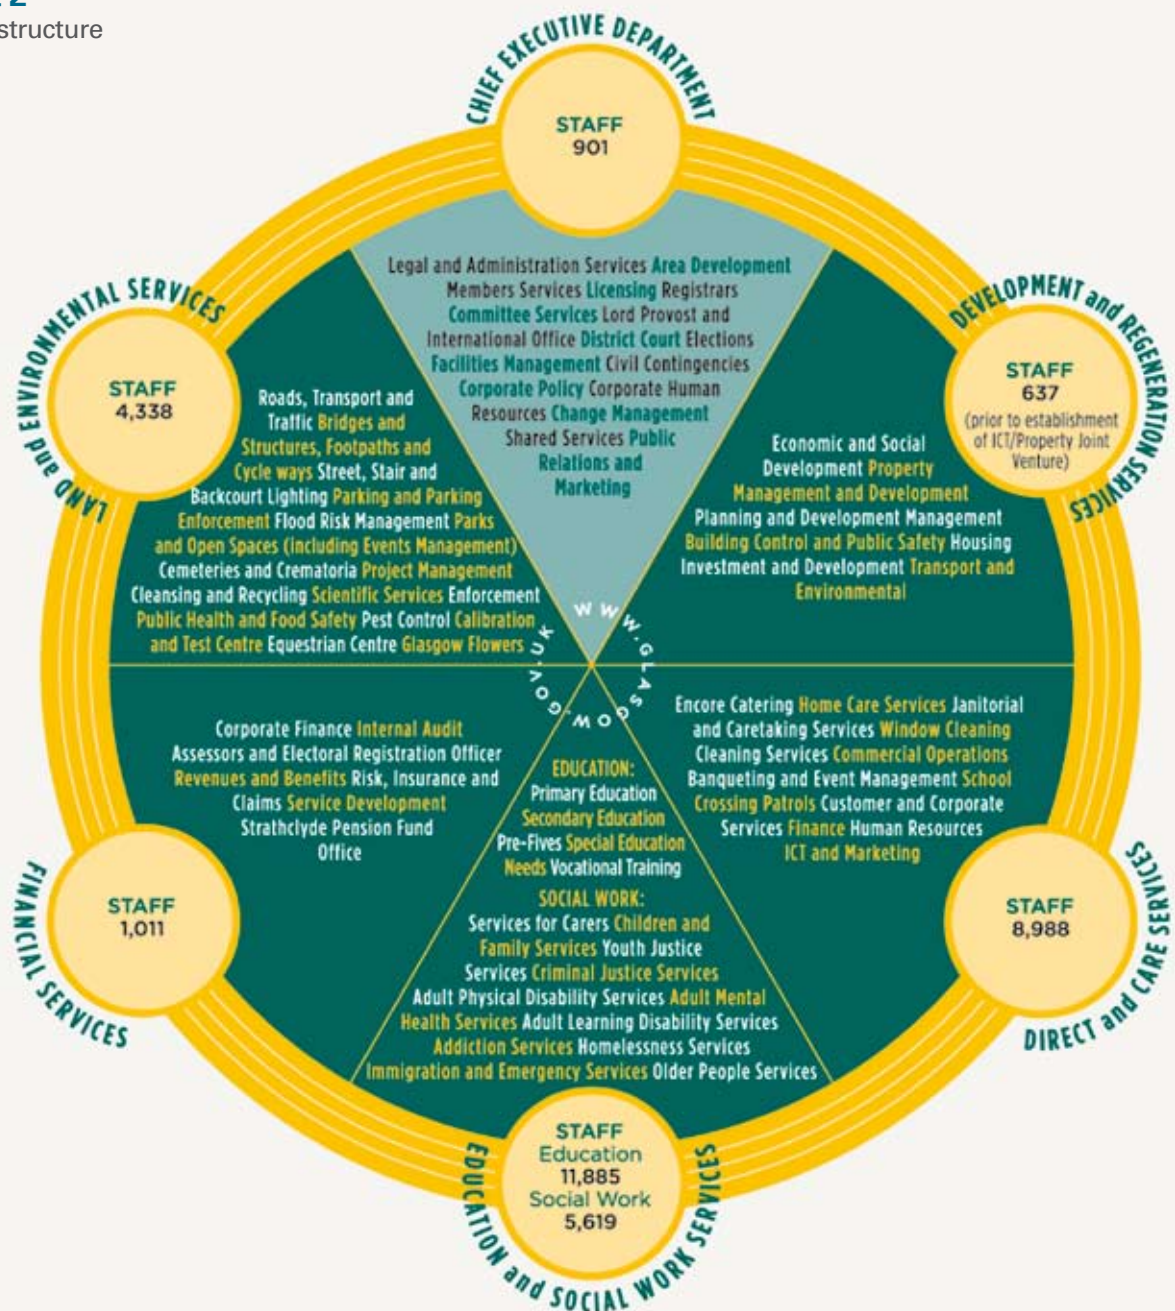 2
structure
CHIEF EXECUTIVE DEPARTMENT
STAFF
901
Legal and Administration Services Area Development
Members Services Licensing Registrars
Committee Services Lord Provost and
International Office District Court Elections
Facilities Management Civil Contingencies
Corporate Policy Corporate Human
Resources Change Management
Shared Services Public
Relations and
Marketing
DEVELOPMENT and REGENERATION SERVICES
STAFF
637
(prior to establishment
of ICT/Property Joint
Venture)
Economic and Social
Development Property
Management and Development
Planning and Development Management
Building Control and Public Safety Housing
Investment and Development Transport and
Environmental
DIRECT and CARE SERVICES
STAFF
8,988
Encore Catering Home Care Services Janitorial
and Caretaking Services Window Cleaning
Cleaning Services Commercial Operations
Banqueting and Event Management School
Crossing Patrols Customer and Corporate
Services Finance Human Resources
ICT and Marketing
EDUCATION and SOCIAL WORK SERVICES
STAFF
Education
11,885
Social Work
5,619
EDUCATION:
Primary Education
Secondary Education
Pre-Fives Special Education
Needs Vocational Training
SOCIAL WORK:
Services for Carers Children and
Family Services Youth Justice
Services Criminal Justice Services
Adult Physical Disability Services Adult Mental
Health Services Adult Learning Disability Services
Addiction Services Homelessness Services
Immigration and Emergency Services Older People Services
FINANCIAL SERVICES
STAFF
1,011
Corporate Finance Internal Audit
Assessors and Electoral Registration Officer
Revenues and Benefits Risk, Insurance and
Claims Service Development
Strathclyde Pension Fund
Office
LAND and ENVIRONMENTAL SERVICES
STAFF
4,338
Roads, Transport and
Traffic Bridges and
Structures, Footpaths and
Cycle ways Street, Stair and
Backcourt Lighting Parking and Parking
Enforcement Flood Risk Management Parks
and Open Spaces (including Events Management)
Cemeteries and Crematoria Project Management
Cleansing and Recycling Scientific Services Enforcement
Public Health and Food Safety Pest Control Calibration
and Test Centre Equestrian Centre Glasgow Flowers
WWW.GLASGOW.GOV.UK